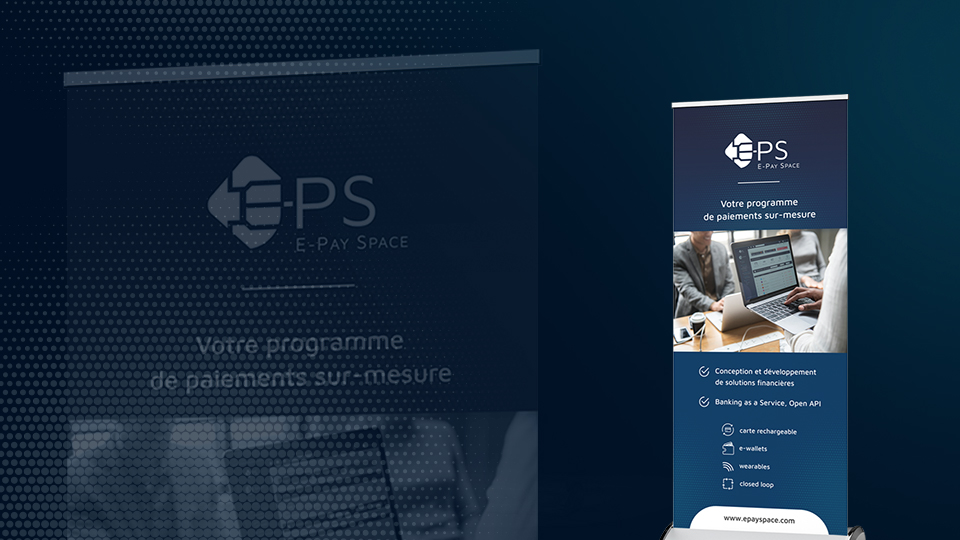 E-PS
E-PAY SPACE
Votre programme
de paiements sur-mesure
E-PS
E-PAY SPACE
Votre programme
de paiements sur-mesure
Conception et développement
de solutions financières
Banking as a Service, Open API
carte rechargeable
e-wallets
wearables
closed loop
www.epayspace.com